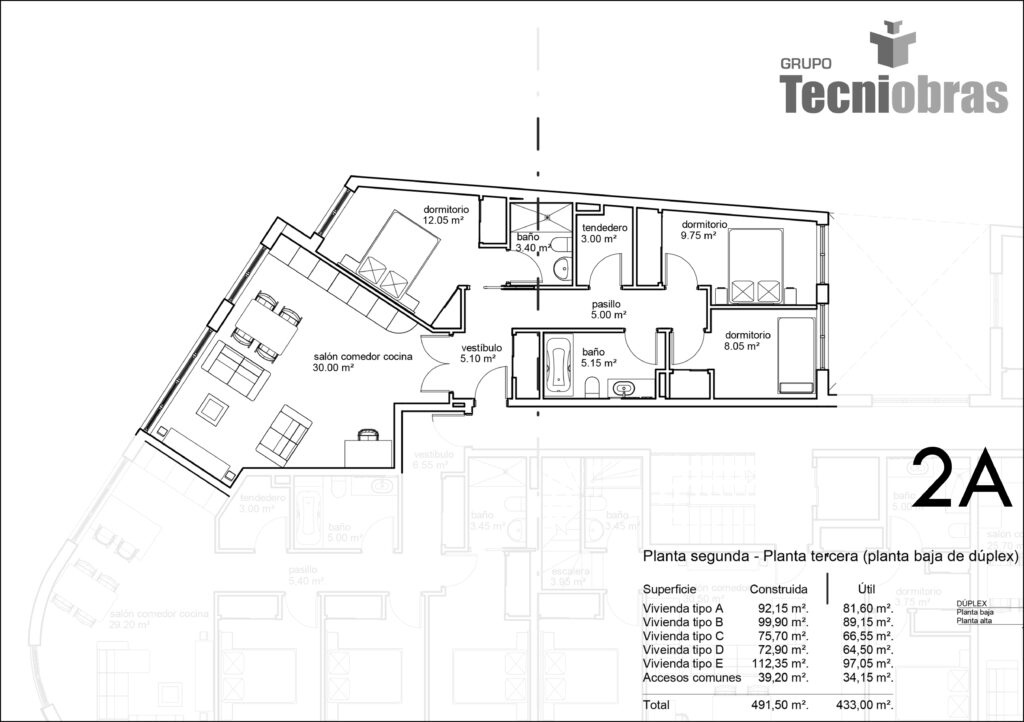 GRUPO
Tecniobras
dormitorio
12.05 m²
baño
3.40 m²
tendedero
3.00 m²
dormitorio
9.75 m²
pasillo
5.00 m²
dormitorio
8.05 m²
salón comedor cocina
30.00 m²
vestíbulo
5.10 m²
baño
5.15 m²
2A
vestíbulo
6.55 m²
tendedero
3.00 m²
baño
5.00 m²
baño
3.45 m²
baño
3.45 m²
baño
pasillo
5.40 m²
escalera
3.95 m²
salón comedor cocina
29.20 m²
dormitorio
3.75 m²
Planta segunda - Planta tercera (planta baja de dúplex)
Superficie Construida Útil
Vivienda tipo A 92,15 m². 81,60 m².
Vivienda tipo B 99,90 m². 89,15 m².
Vivienda tipo C 75,70 m². 66,55 m².
Viveinda tipo D 72,90 m². 64,50 m².
Vivienda tipo E 112,35 m². 97,05 m².
Accesos comunes 39,20 m². 34,15 m².
Total 491,50 m². 433,00 m².
DÚPLEX
Planta baja
Planta alta